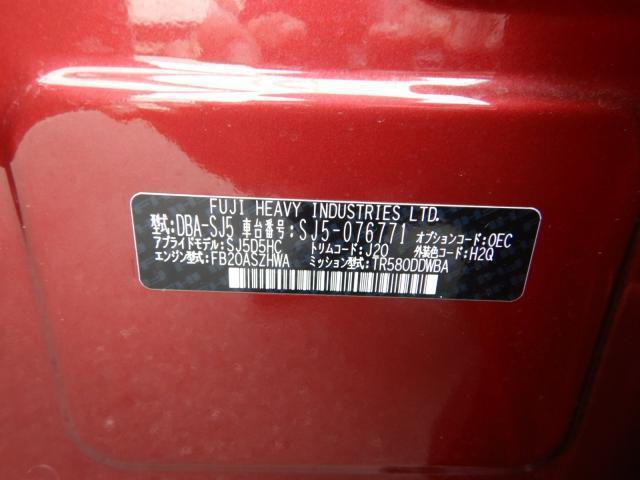 FUJI HEAVY INDUSTRIES LTD.
型式:DBA-SJ5 車台番号:SJ5-076771 オプションコード:OEC
アプライドモデル:SJ5D5HC トリムコード:J20 外装色コード:H2Q
エンジン型式:FB20ASZHWA ミッション型式:TR580DDWBA